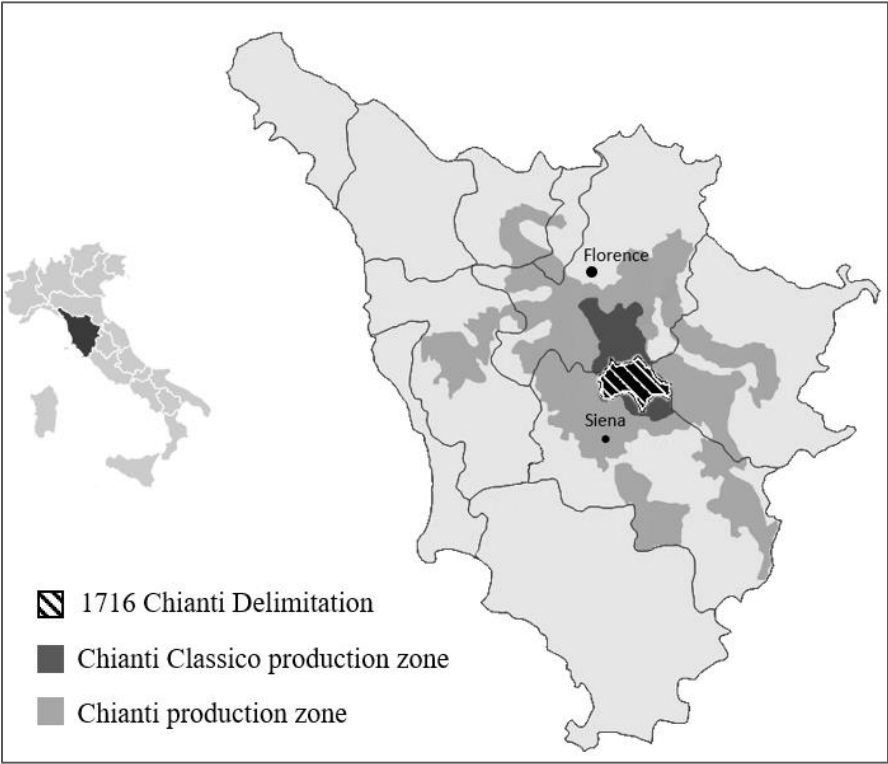 Florence
Siena
1716 Chianti Delimitation
Chianti Classico production zone
Chianti production zone